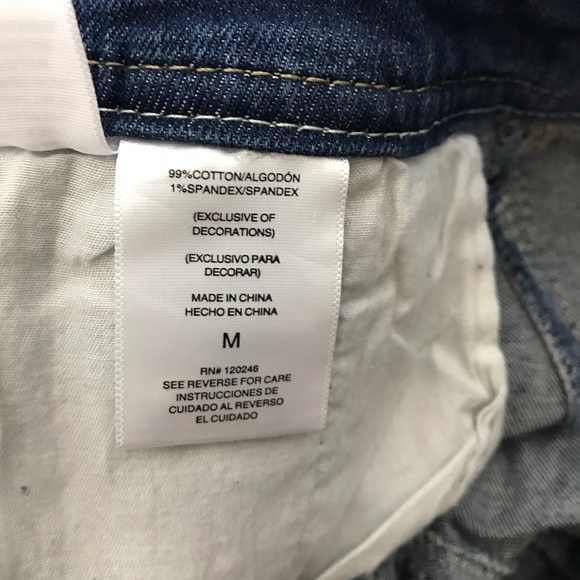 99%COTTON/ALGODÓN
1%SPANDEX/SPANDEX
(EXCLUSIVE OF
DECORATIONS)
(EXCLUSIVO PARA
DECORAR)
MADE IN CHINA
HECHO EN CHINA
M
RN# 120246
SEE REVERSE FOR CARE
INSTRUCCIONES DE
CUIDADO AL REVERSO
EL CUIDADO